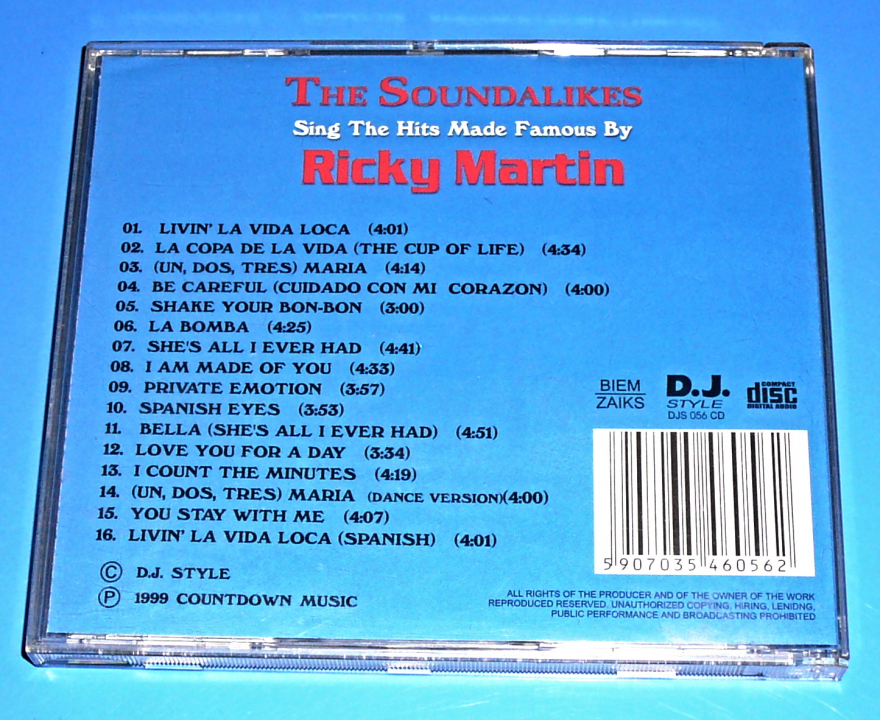 THE SOUNDALIKES
Sing The Hits Made Famous By
Ricky Martin
01. LIVIN' LA VIDA LOCA (4:01)
02. LA COPA DE LA VIDA (THE CUP OF LIFE) (4:34)
03. (UN, DOS, TRES) MARIA (4:14)
04. BE CAREFUL (CUIDADO CON MI CORAZON) (4:00)
05. SHAKE YOUR BON-BON (3:00)
06. LA BOMBA (4:25)
07. SHE'S ALL I EVER HAD (4:41)
08. I AM MADE OF YOU (4:33)
09. PRIVATE EMOTION (3:57)
10. SPANISH EYES (3:53)
11. BELLA (SHE'S ALL I EVER HAD) (4:51)
12. LOVE YOU FOR A DAY (3:34)
13. I COUNT THE MINUTES (4:19)
14. (UN, DOS, TRES) MARIA (DANCE VERSION)(4:00)
15. YOU STAY WITH ME (4:07)
16. LIVIN' LA VIDA LOCA (SPANISH) (4:01)
© D.J. STYLE
℗ 1999 COUNTDOWN MUSIC
BIEM
ZAIKS
D.J.
STYLE
DJS 056 CD
COMPACT
disc
DIGITAL AUDIO
5 907035 460562
ALL RIGHTS OF THE PRODUCER AND OF THE OWNER OF THE WORK
REPRODUCED RESERVED. UNAUTHORIZED COPYING, HIRING, LENIDNG,
PUBLIC PERFORMANCE AND BROADCASTING PROHIBITED